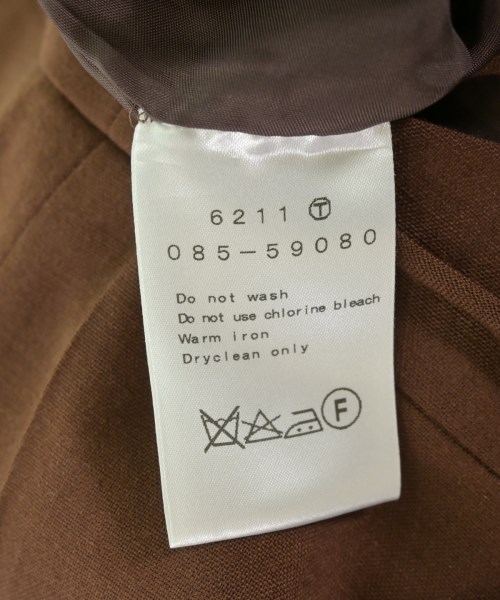 6211 Ⓣ
085-59080
Do not wash
Do not use chlorine bleach
Warm iron
Dryclean only
F